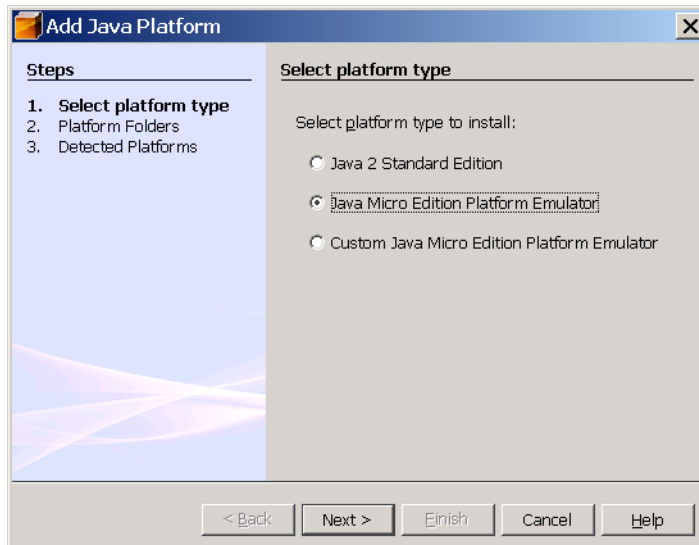 Add Java Platform
Steps
1. Select platform type
2. Platform Folders
3. Detected Platforms
Select platform type
Select platform type to install:
Java 2 Standard Edition
Java Micro Edition Platform Emulator
Custom Java Micro Edition Platform Emulator
< Back Next > Finish Cancel Help